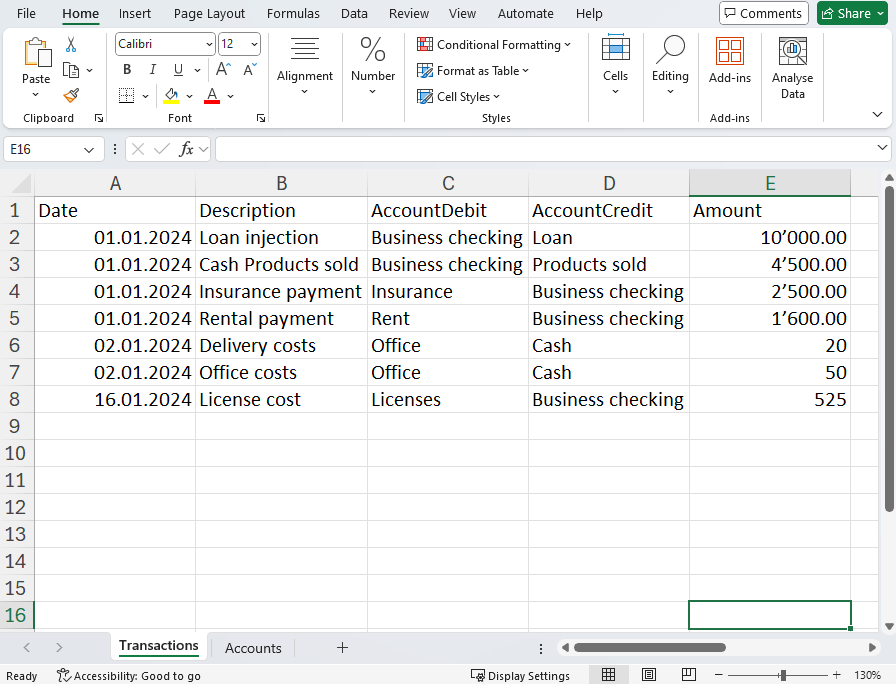 File Home Insert Page Layout Formulas Data Review View Automate Help Comments Share
Calibri 12
Paste B I U A A A Alignment % Number Conditional Formatting Format as Table Cell Styles Cells Editing Add-ins Analyse Data
Clipboard Font Styles Add-ins
E16 fx
A B C D E
1 Date Description AccountDebit AccountCredit Amount
2 01.01.2024 Loan injection Business checking Loan 10’000.00
3 01.01.2024 Cash Products sold Business checking Products sold 4’500.00
4 01.01.2024 Insurance payment Insurance Business checking 2’500.00
5 01.01.2024 Rental payment Rent Business checking 1’600.00
6 02.01.2024 Delivery costs Office Cash 20
7 02.01.2024 Office costs Office Cash 50
8 16.01.2024 License cost Licenses Business checking 525
9
10
11
12
13
14
15
16
Transactions Accounts +
Ready Accessibility: Good to go Display Settings − + 130%